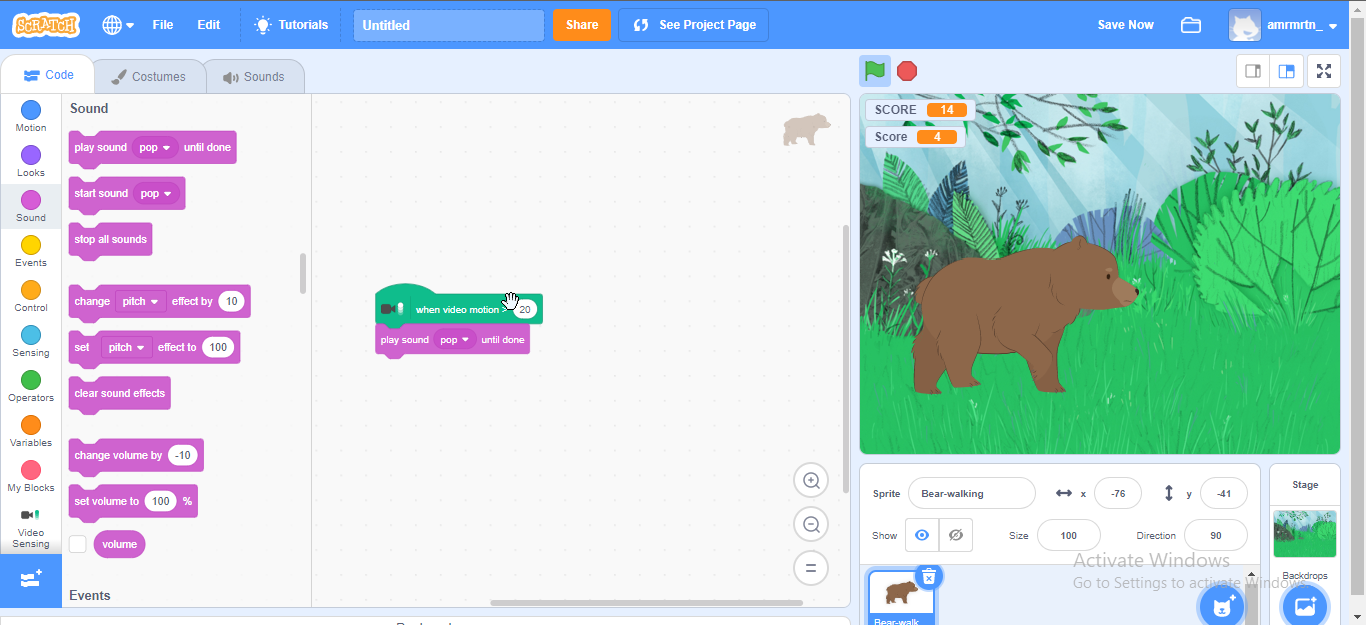 SCRATCH File Edit Tutorials Untitled Share See Project Page Save Now amrmrtn_
Code Costumes Sounds
Motion
Looks
Sound
Events
Control
Sensing
Operators
Variables
My Blocks
Video
Sensing
Sound
play sound pop until done
start sound pop
stop all sounds
change pitch effect by 10
set pitch effect to 100
clear sound effects
change volume by -10
set volume to 100 %
volume
Events
when video motion > 20
play sound pop until done
SCORE 14
Score 4
Sprite Bear-walking x -76 y -41
Show Size 100 Direction 90
Bear-walk
Stage
Backdrops
Activate Windows
Go to Settings to activate Windows.